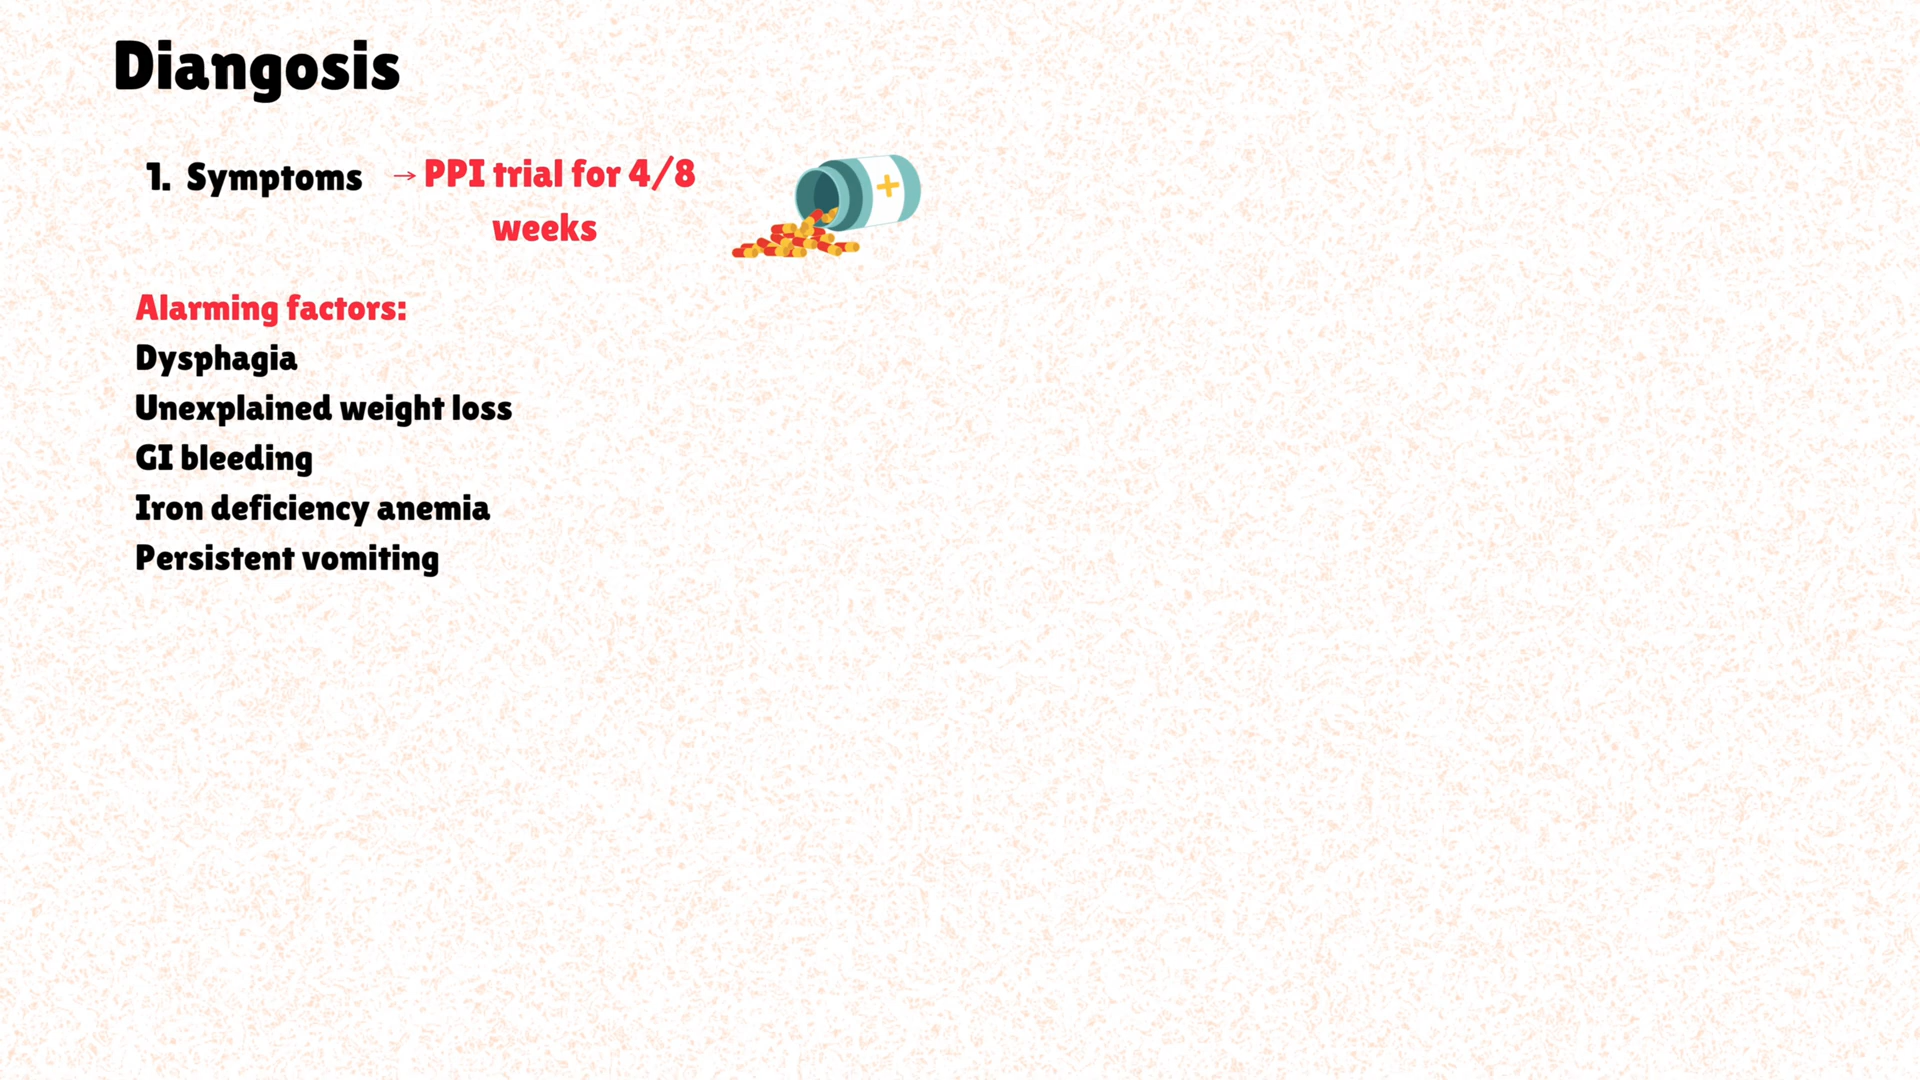 Diangosis
1. Symptoms → PPI trial for 4/8
weeks
Alarming factors:
Dysphagia
Unexplained weight loss
GI bleeding
Iron deficiency anemia
Persistent vomiting